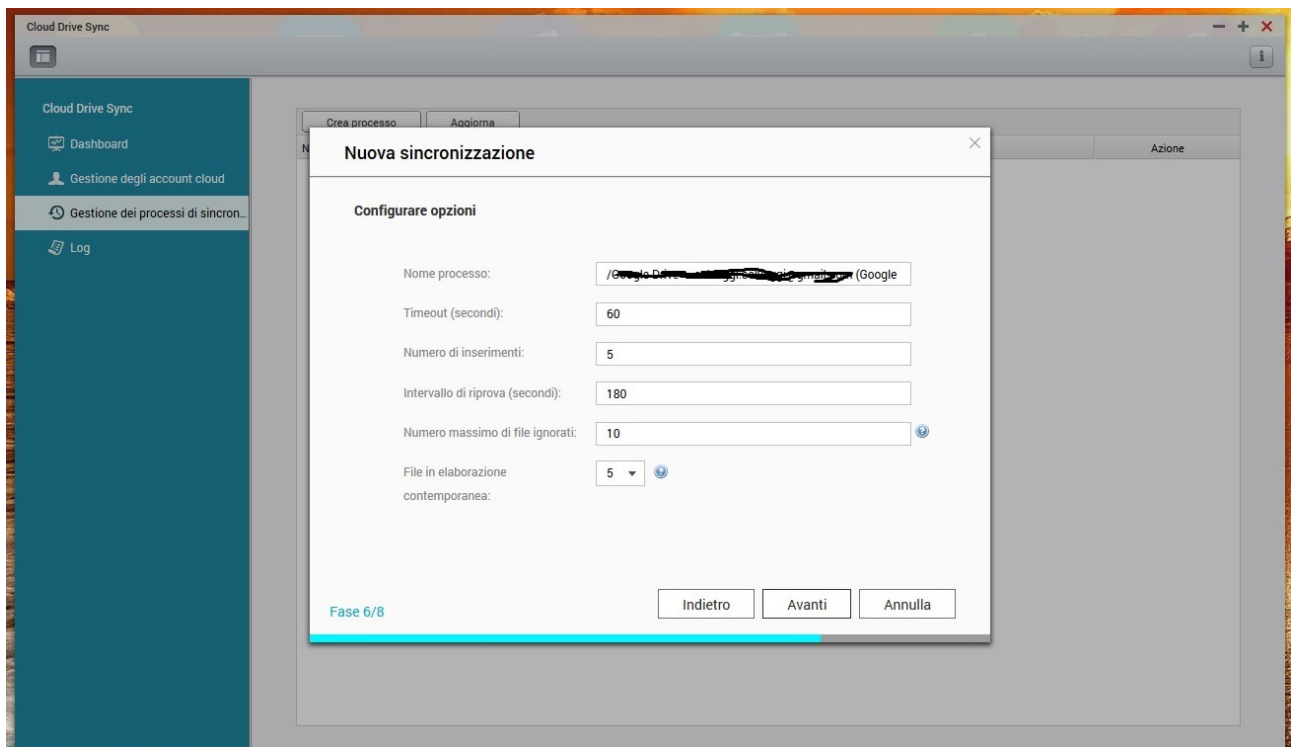 Cloud Drive Sync
Cloud Drive Sync
Dashboard
Gestione degli account cloud
Gestione dei processi di sincron...
Log
Crea processo
Aggiorna
N
Azione
Nuova sincronizzazione
Configurare opzioni
Nome processo:
(Google
Timeout (secondi):
60
Numero di inserimenti:
5
Intervallo di riprova (secondi):
180
Numero massimo di file ignorati:
10
File in elaborazione
contemporanea:
5
Fase 6/8
Indietro
Avanti
Annulla